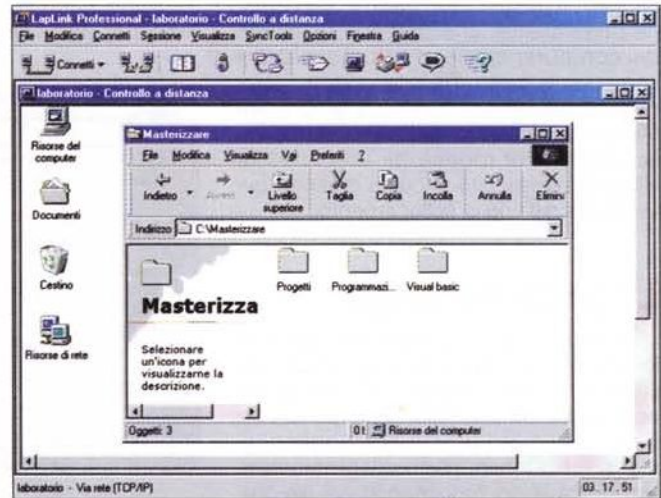 LapLink Professional - laboratorio - Controllo a distanza
File Modifica Connetti Sessione Visualizza SyncTools Opzioni Finestra Guida
Connetti
laboratorio - Controllo a distanza
Risorse del
computer
Documenti
Cestino
Risorse di rete
Masterizzare
File Modifica Visualizza Vai Preferiti ?
Indietro Avanti Livello
superiore Taglia Copia Incolla Annulla Elimina
Indirizzo C:\Masterizzare
Masterizza
Selezionare
un'icona per
visualizzarne la
descrizione.
Progetti Programmazi... Visual basic
Oggetti: 3 0 Risorse del computer
laboratorio - Via rete (TCP/IP) 03. 17. 51